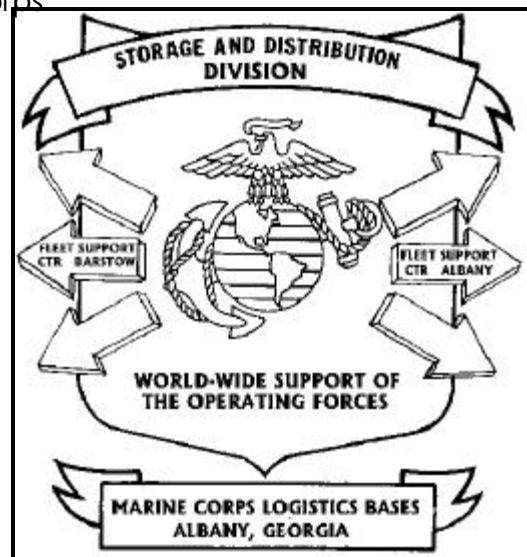 orps
STORAGE AND DISTRIBUTION
DIVISION
FLEET SUPPORT
CTR BARSTOW
FLEET SUPPORT
CTR ALBANY
WORLD-WIDE SUPPORT OF
THE OPERATING FORCES
MARINE CORPS LOGISTICS BASES
ALBANY, GEORGIA